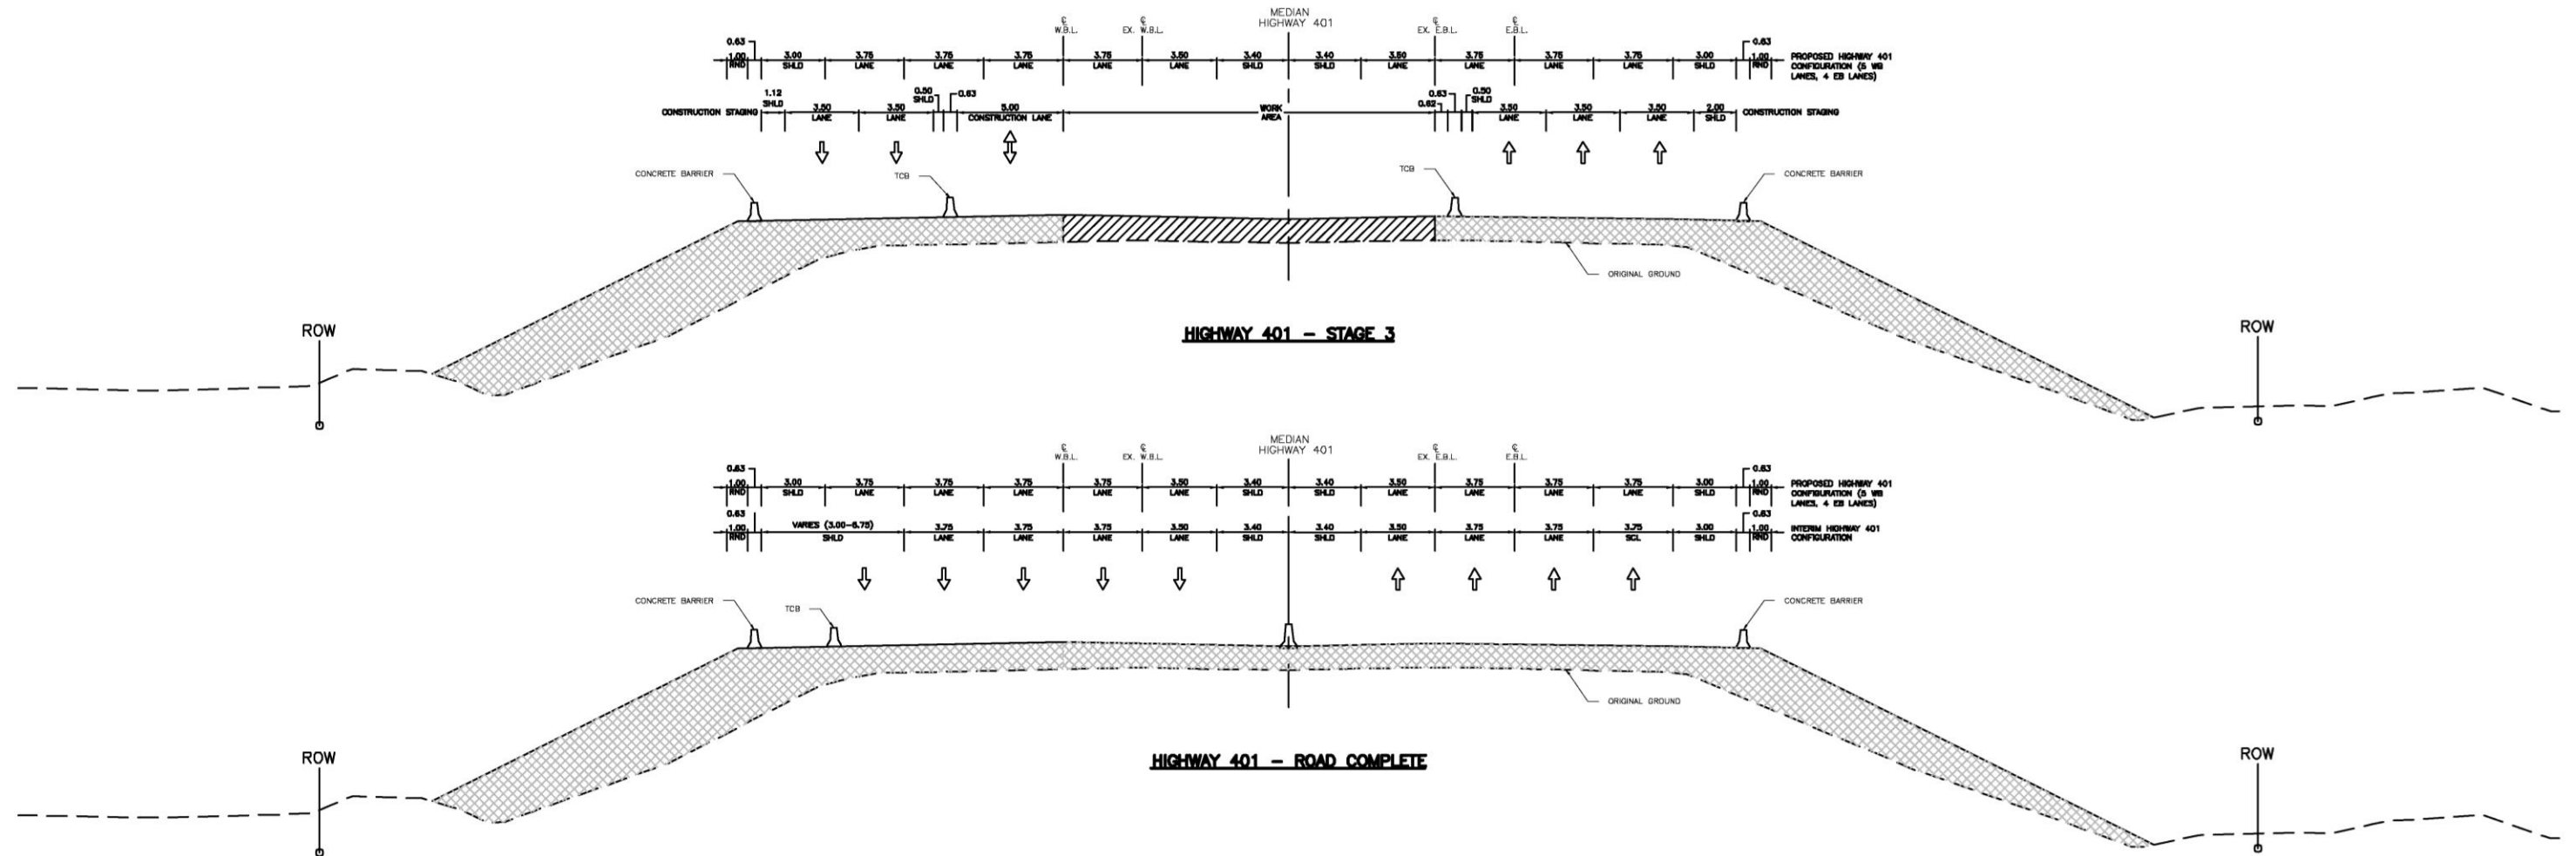 MEDIAN
HIGHWAY 401
℄ ℄ ℄ ℄
W.B.L. EX. W.B.L. EX. E.B.L. E.B.L.
0.63 0.63
1.00 3.00 3.75 3.75 3.75 3.75 3.50 3.40 3.40 3.50 3.75 3.75 3.75 3.00 1.00 PROPOSED HIGHWAY 401
RND SHLD LANE LANE LANE LANE LANE SHLD SHLD LANE LANE LANE LANE SHLD RND CONFIGURATION (5 WB
LANES, 4 EB LANES)
1.12 0.50 0.63 0.63 0.50
SHLD SHLD 0.62 SHLD
CONSTRUCTION STAGING 3.50 3.50 5.00 WORK 3.50 3.50 3.50 2.00 CONSTRUCTION STAGING
LANE LANE CONSTRUCTION LANE AREA LANE LANE LANE SHLD
CONCRETE BARRIER TCB TCB CONCRETE BARRIER
ORIGINAL GROUND
ROW ROW
HIGHWAY 401 - STAGE 3
MEDIAN
HIGHWAY 401
℄ ℄ ℄ ℄
W.B.L. EX. W.B.L. EX. E.B.L. E.B.L.
0.63 0.63
1.00 3.00 3.75 3.75 3.75 3.75 3.50 3.40 3.40 3.50 3.75 3.75 3.75 3.00 1.00 PROPOSED HIGHWAY 401
RND SHLD LANE LANE LANE LANE LANE SHLD SHLD LANE LANE LANE LANE SHLD RND CONFIGURATION (5 WB
LANES, 4 EB LANES)
0.63 0.63
1.00 VARIES (3.00-6.75) 3.75 3.75 3.75 3.50 3.40 3.40 3.50 3.75 3.75 3.75 3.00 1.00 INTERIM HIGHWAY 401
RND SHLD LANE LANE LANE LANE SHLD SHLD LANE LANE LANE SCL SHLD RND CONFIGURATION
CONCRETE BARRIER TCB CONCRETE BARRIER
ORIGINAL GROUND
ROW ROW
HIGHWAY 401 - ROAD COMPLETE